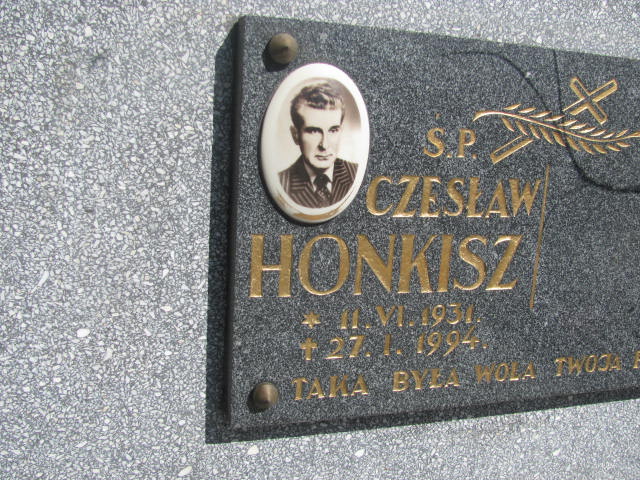 Ś.P.
CZESŁAW
HONKISZ
* 11.VI.1931.
† 27.I.1994.
TAKA BYŁA WOLA TWOJA